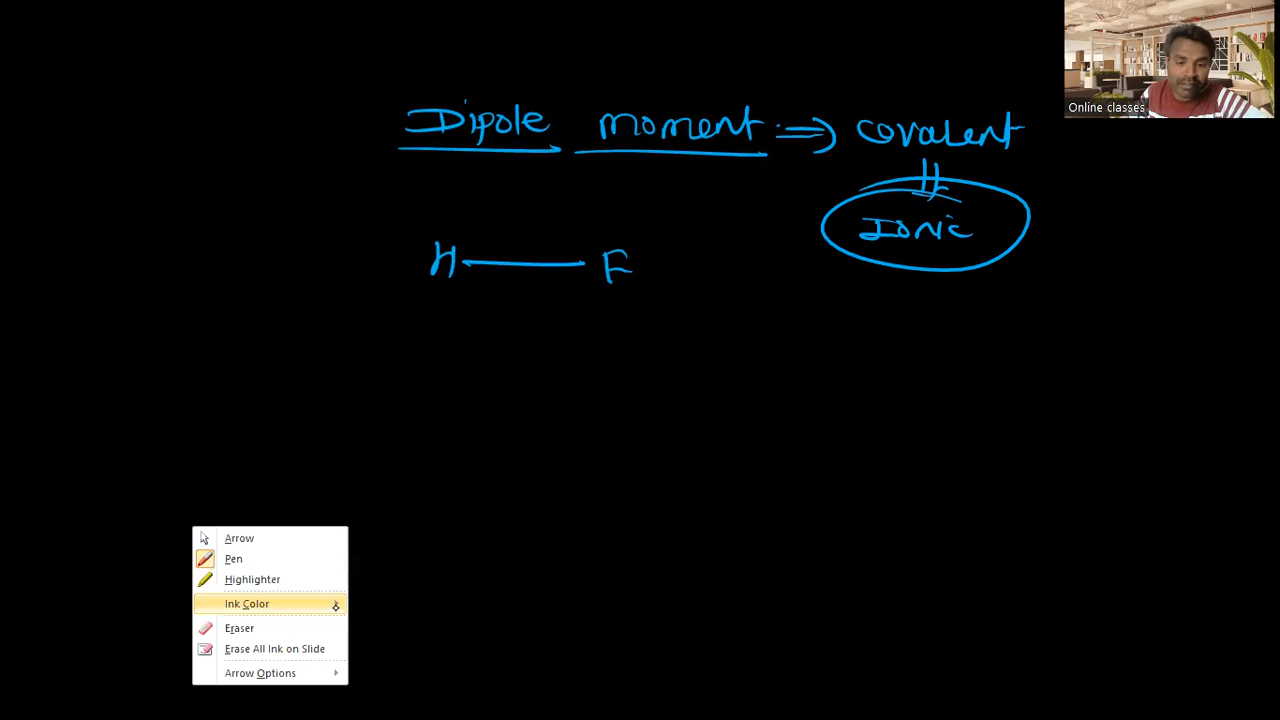 Online classes
Dipole moment ⇒ covalent
Ionic
H — F
Arrow
Pen
Highlighter
Ink Color
Eraser
Erase All Ink on Slide
Arrow Options